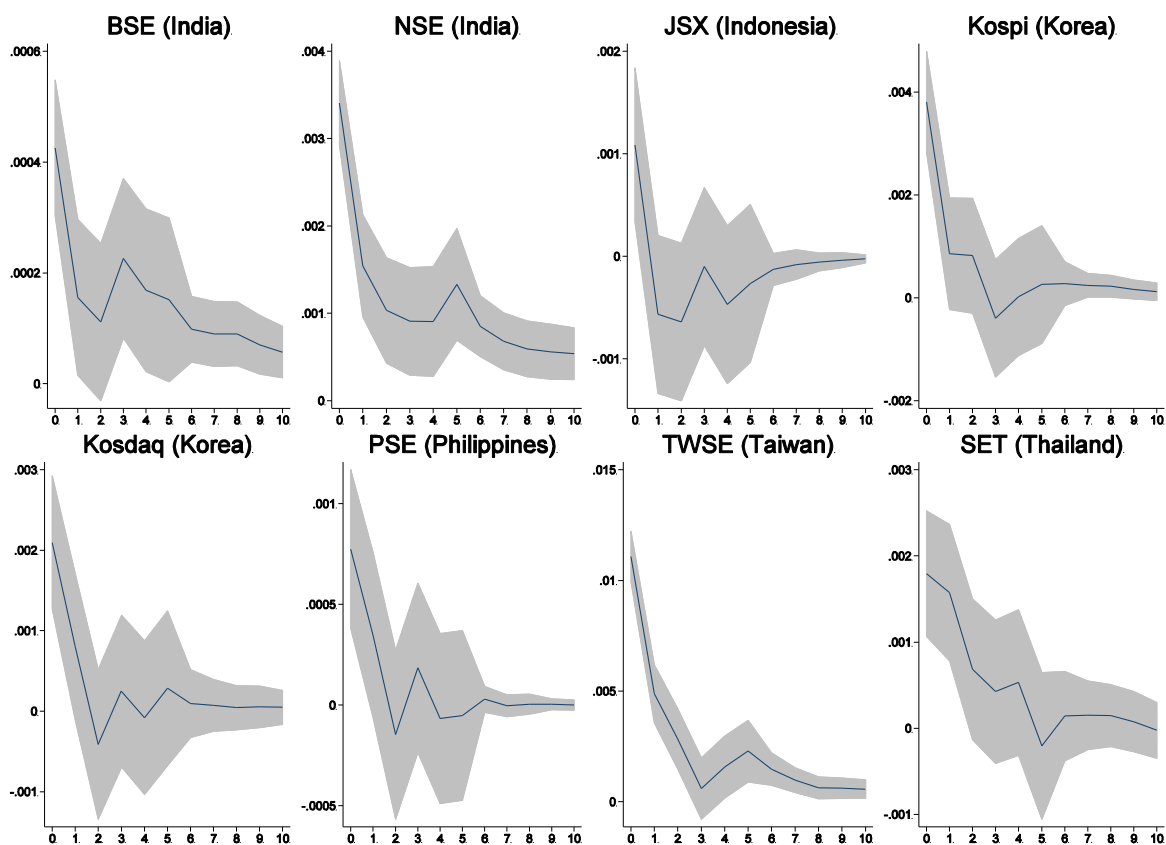 BSE (India)
.0006
.0004
.0002
0
0 1 2 3 4 5 6 7 8 9 10
NSE (India)
.004
.003
.002
.001
0
0 1 2 3 4 5 6 7 8 9 10
JSX (Indonesia)
.002
.001
0
-.001
0 1 2 3 4 5 6 7 8 9 10
Kospi (Korea)
.004
.002
0
-.002
0 1 2 3 4 5 6 7 8 9 10
Kosdaq (Korea)
.003
.002
.001
0
-.001
0 1 2 3 4 5 6 7 8 9 10
PSE (Philippines)
.001
.0005
0
-.0005
0 1 2 3 4 5 6 7 8 9 10
TWSE (Taiwan)
.015
.01
.005
0
0 1 2 3 4 5 6 7 8 9 10
SET (Thailand)
.003
.002
.001
0
-.001
0 1 2 3 4 5 6 7 8 9 10